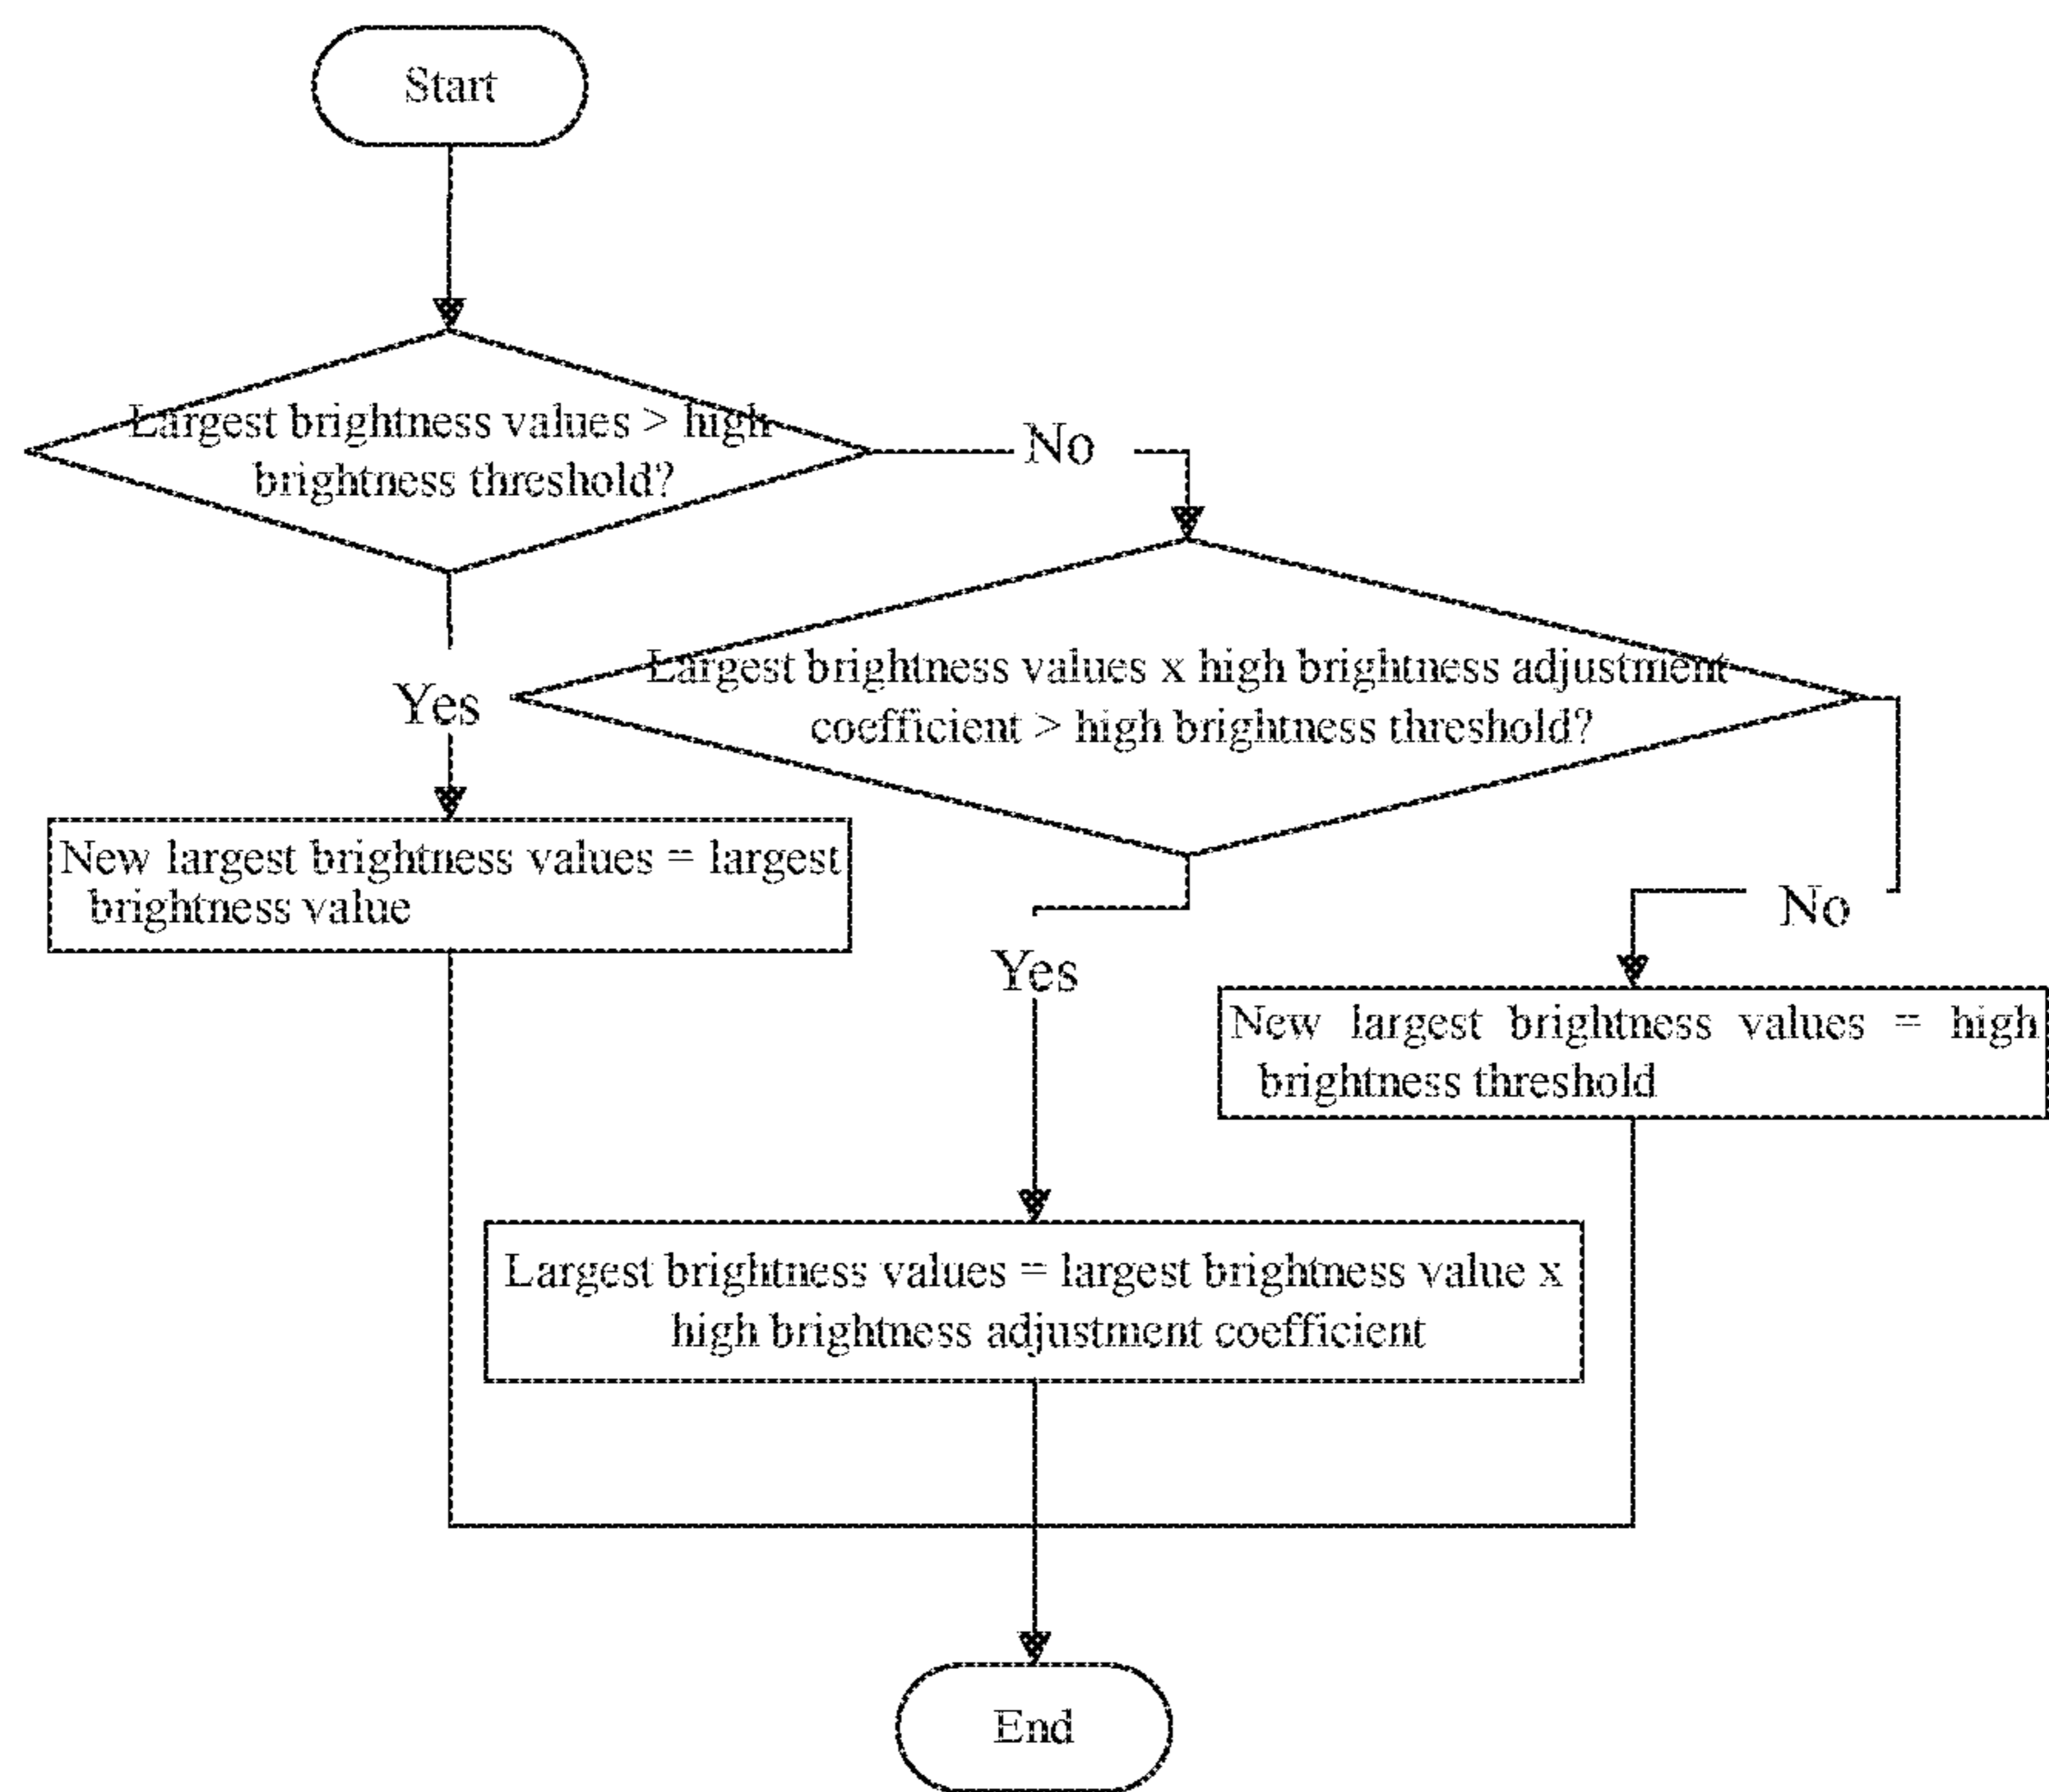 Start
Largest brightness values > high
brightness threshold?
No
Largest brightness values x high brightness adjustment
coefficient > high brightness threshold?
Yes
New largest brightness values = largest
brightness value
No
Yes
New largest brightness values = high
brightness threshold
Largest brightness values = largest brightness value x
high brightness adjustment coefficient
End